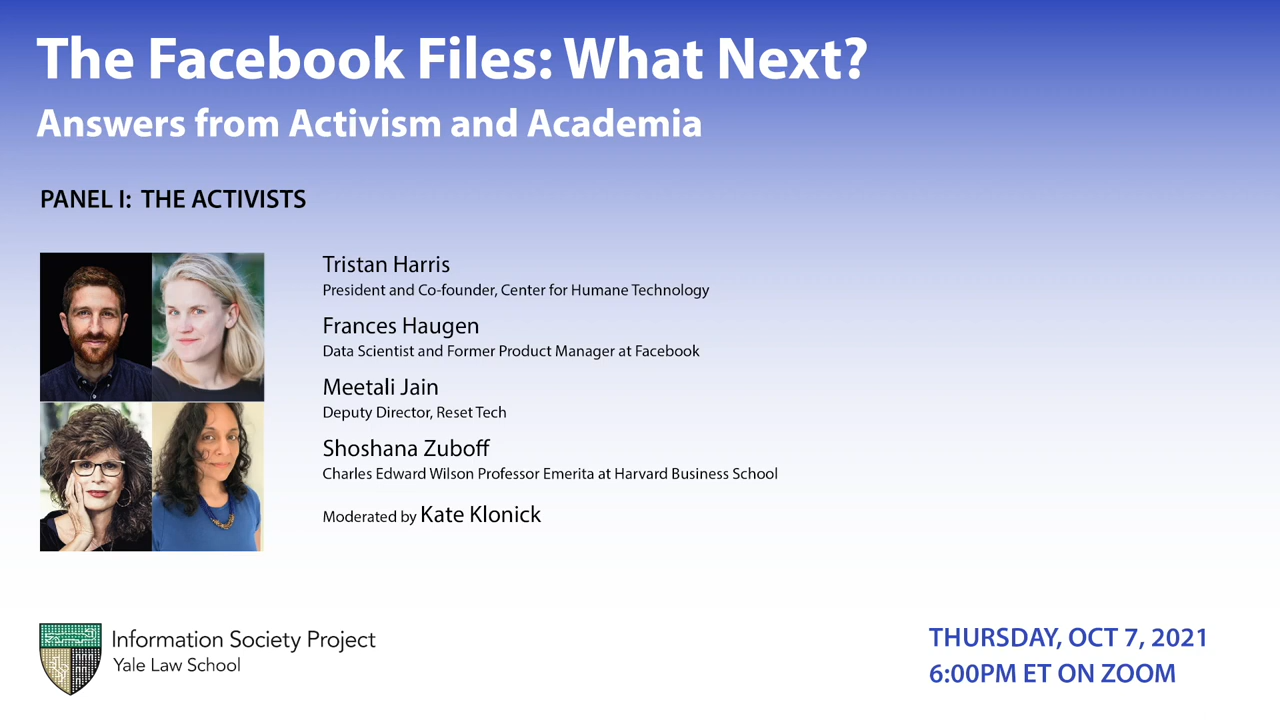 The Facebook Files: What Next?
Answers from Activism and Academia
PANEL I: THE ACTIVISTS
Tristan Harris
President and Co-founder, Center for Humane Technology
Frances Haugen
Data Scientist and Former Product Manager at Facebook
Meetali Jain
Deputy Director, Reset Tech
Shoshana Zuboff
Charles Edward Wilson Professor Emerita at Harvard Business School
Moderated by Kate Klonick
Information Society Project
Yale Law School
THURSDAY, OCT 7, 2021
6:00PM ET ON ZOOM